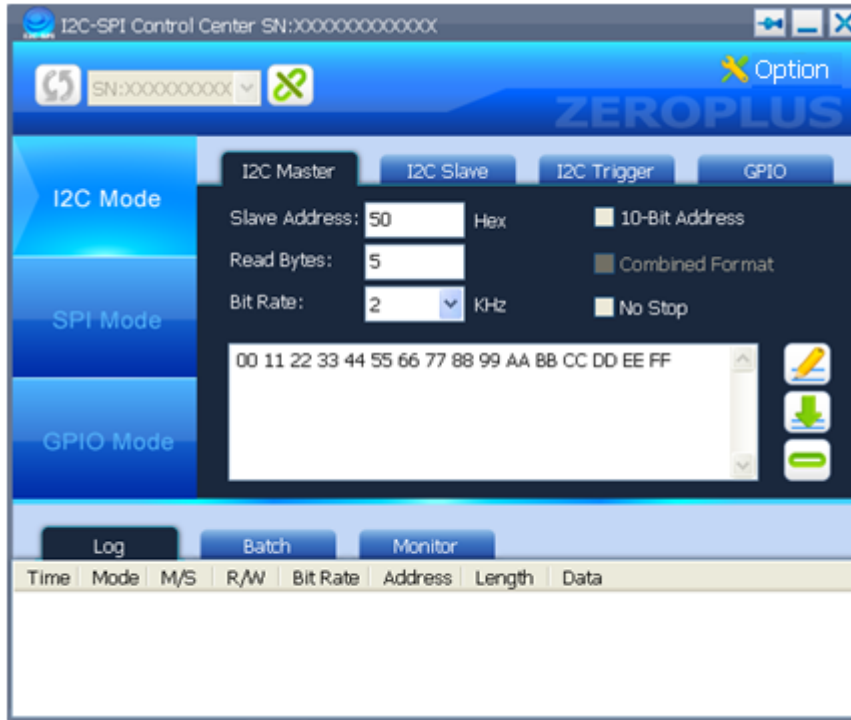 I2C-SPI Control Center SN:XXXXXXXXXXXXX
SN:XXXXXXXXX
Option
ZEROPLUS
I2C Mode
SPI Mode
GPIO Mode
I2C Master I2C Slave I2C Trigger GPIO
Slave Address: 50 Hex 10-Bit Address
Read Bytes: 5 Combined Format
Bit Rate: 2 KHz No Stop
00 11 22 33 44 55 66 77 88 99 AA BB CC DD EE FF
Log Batch Monitor
Time Mode M/S R/W Bit Rate Address Length Data